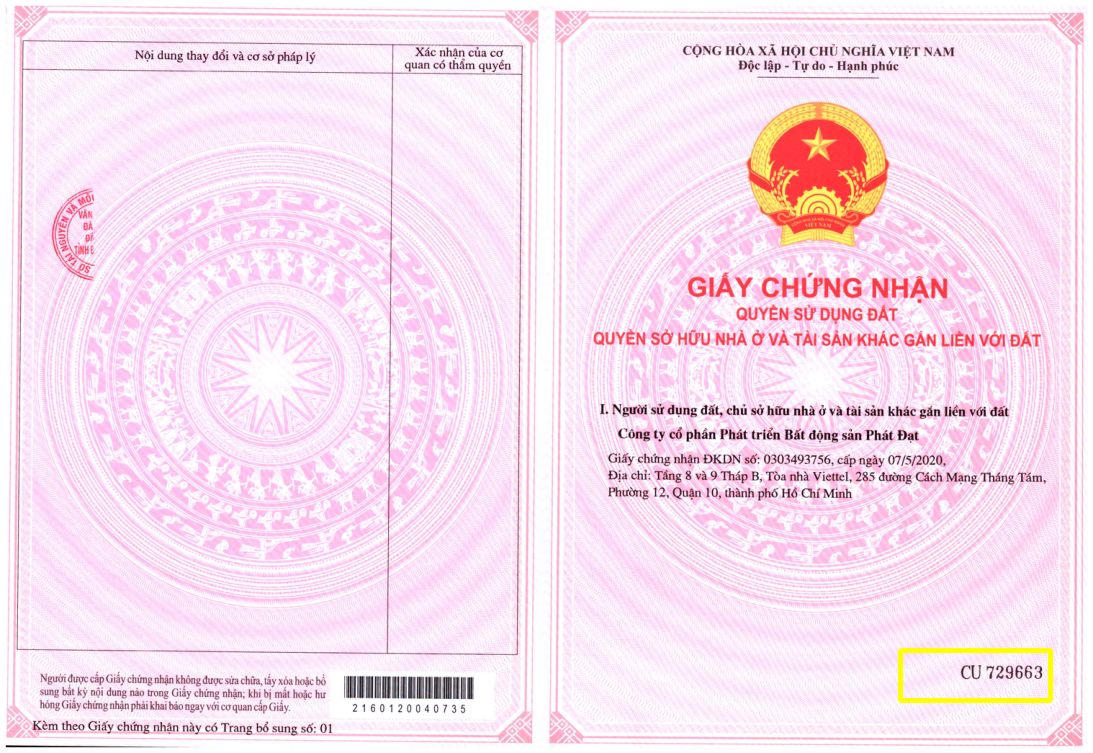 Nội dung thay đổi và cơ sở pháp lý
Xác nhận của cơ
quan có thẩm quyền
SỞ TÀI NGUYÊN VÀ MÔI
VĂN
ĐĂ
ĐẤ
TỈNH B
Người được cấp Giấy chứng nhận không được sửa chữa, tẩy xóa hoặc bổ
sung bất kỳ nội dung nào trong Giấy chứng nhận; khi bị mất hoặc hư
hỏng Giấy chứng nhận phải khai báo ngay với cơ quan cấp Giấy.
2160120040735
Kèm theo Giấy chứng nhận này có Trang bổ sung số: 01
CỘNG HÒA XÃ HỘI CHỦ NGHĨA VIỆT NAM
Độc lập - Tự do - Hạnh phúc
VIỆT NAM
GIẤY CHỨNG NHẬN
QUYỀN SỬ DỤNG ĐẤT
QUYỀN SỞ HỮU NHÀ Ở VÀ TÀI SẢN KHÁC GẮN LIỀN VỚI ĐẤT
I. Người sử dụng đất, chủ sở hữu nhà ở và tài sản khác gắn liền với đất
Công ty cổ phần Phát triển Bất động sản Phát Đạt
Giấy chứng nhận ĐKDN số: 0303493756, cấp ngày 07/5/2020,
Địa chỉ: Tầng 8 và 9 Tháp B, Tòa nhà Viettel, 285 đường Cách Mạng Tháng Tám,
Phường 12, Quận 10, thành phố Hồ Chí Minh
CU 729663